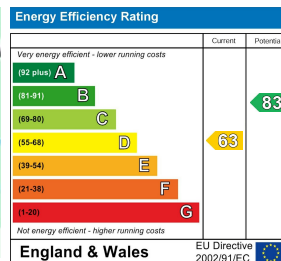 Energy Efficiency Rating
Current Potentia
Very energy efficient - lower running costs
(92 plus) A
(81-91) B
(69-80) C
(55-68) D
(39-54) E
(21-38) F
(1-20) G
63
83
Not energy efficient - higher running costs
England & Wales
EU Directive
2002/91/EC